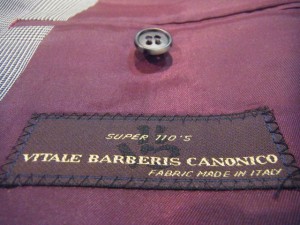 SUPER 110'S
VITALE BARBERIS CANONICO
FABRIC MADE IN ITALY